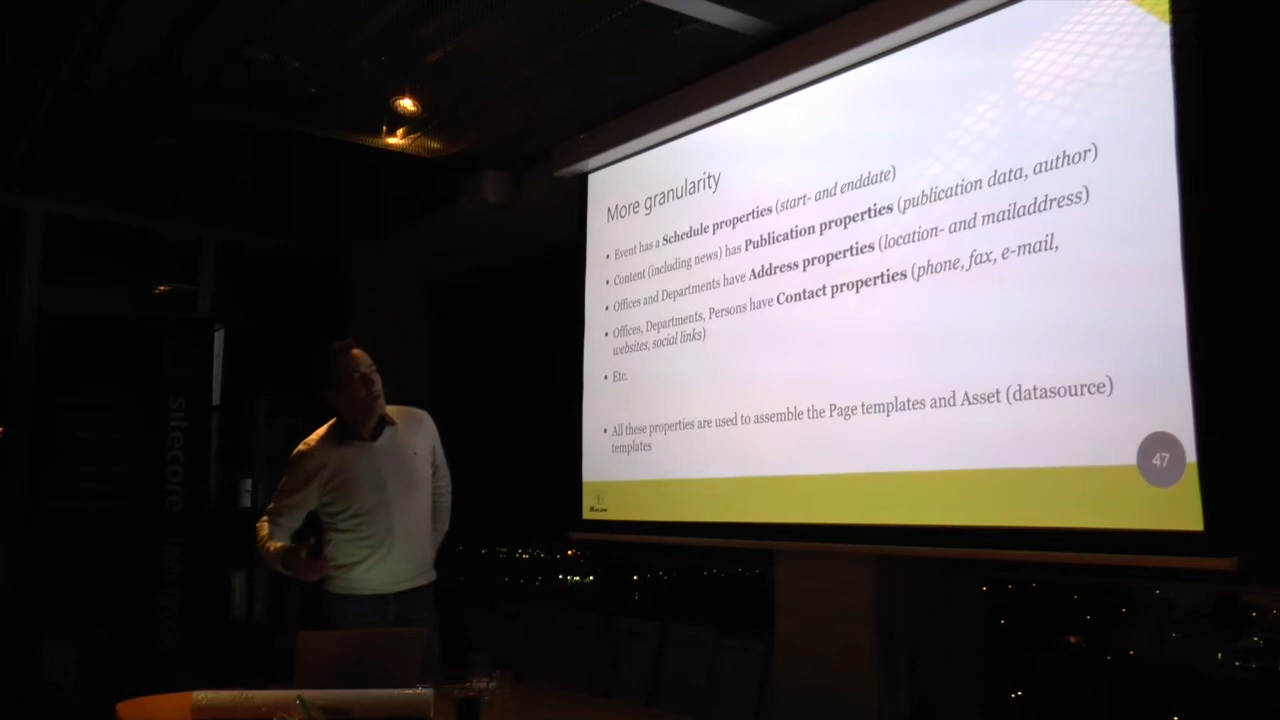 More granularity
• Event has a Schedule properties (start- and enddate)
• Content (including news) has Publication properties (publication data, author)
• Offices and Departments have Address properties (location- and mailaddress)
• Offices, Departments, Persons have Contact properties (phone, fax, e-mail,
websites, social links)
• Etc.
• All these properties are used to assemble the Page templates and Asset (datasource)
templates
47
Macaw
sitecore